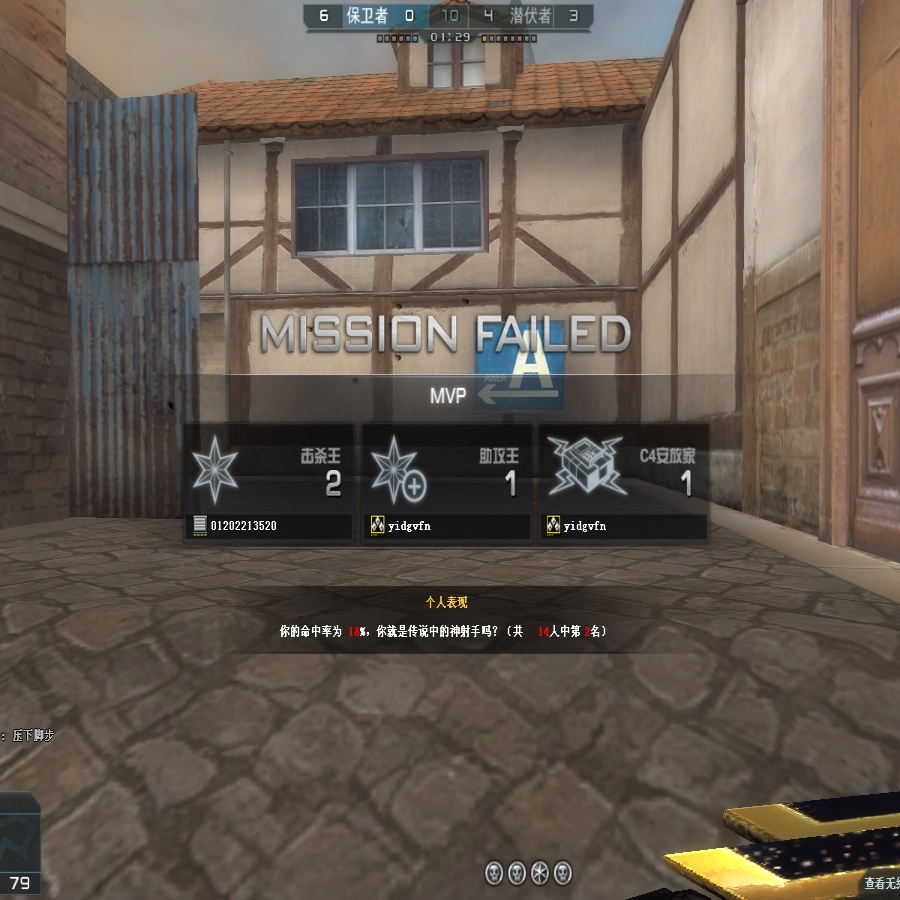 6 保卫者 0 10 4 潜伏者 3
01:29
MISSION FAILED
A
AREA
MVP
击杀王
2
助攻王
1
C4安放家
1
01202213520
yidgvfn
yidgvfn
个人表现
你的命中率为 18%，你就是传说中的神射手吗？（共 14人中第 2名）
：压下脚步
79